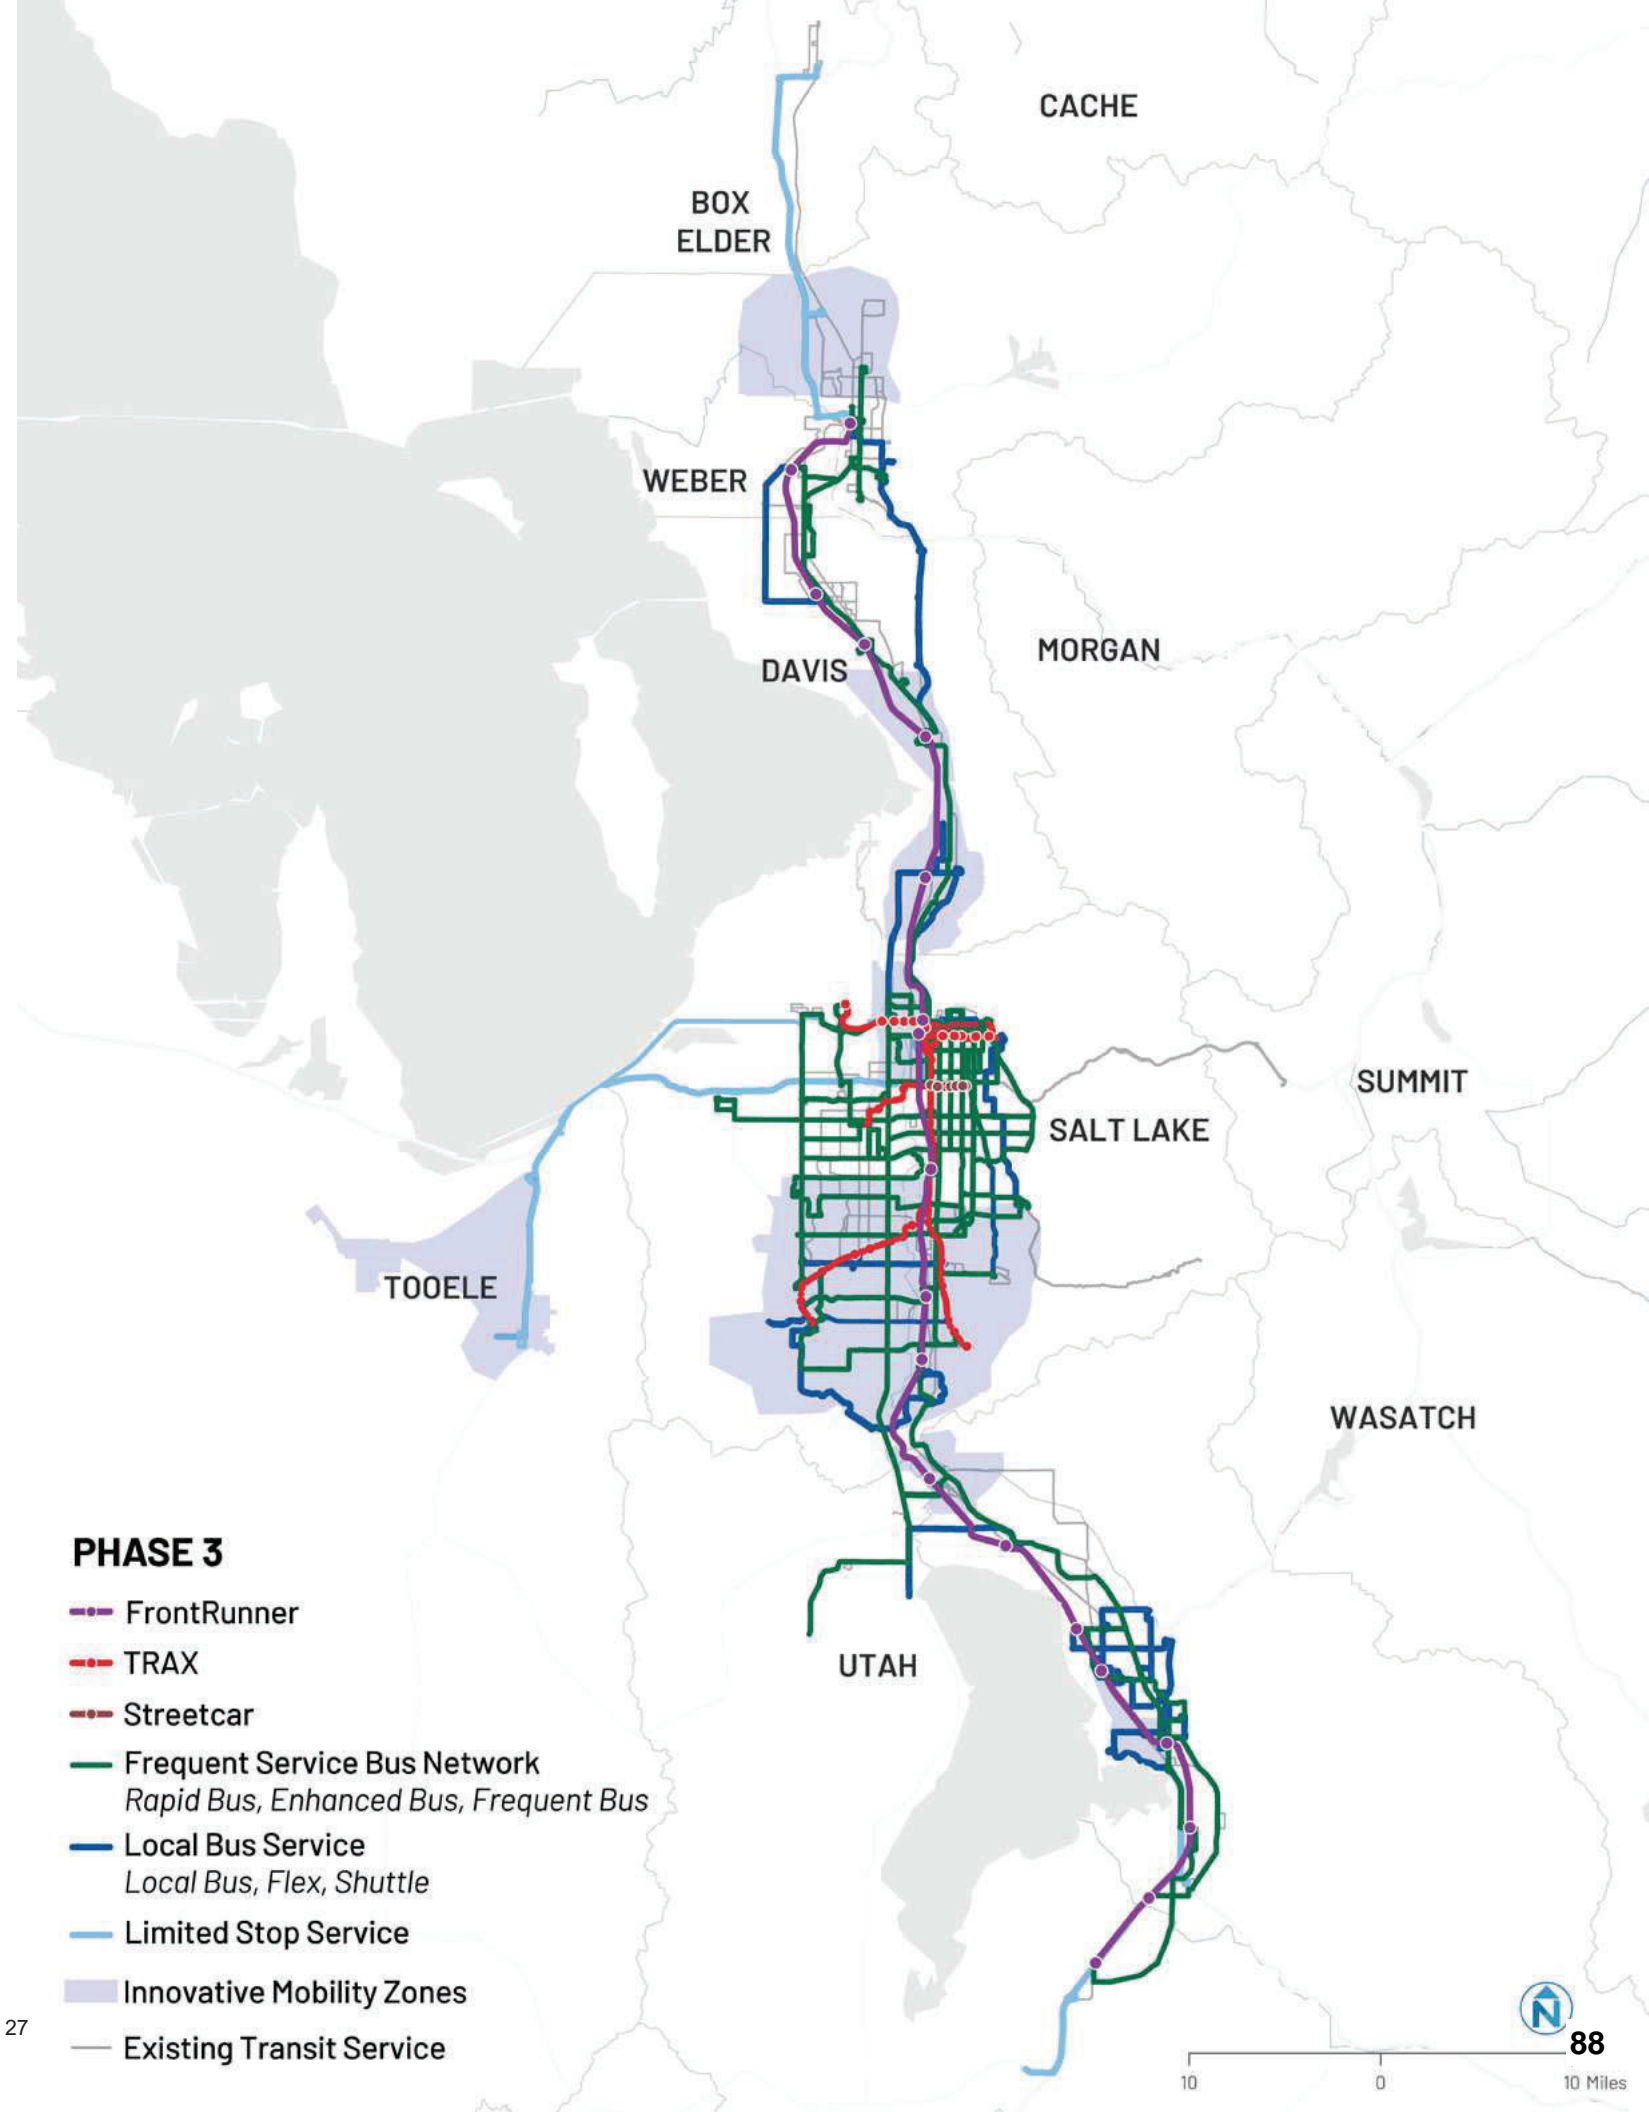 CACHE
BOX
ELDER
WEBER
MORGAN
DAVIS
SUMMIT
SALT LAKE
TOOELE
WASATCH
UTAH
PHASE 3
FrontRunner
TRAX
Streetcar
Frequent Service Bus Network
Rapid Bus, Enhanced Bus, Frequent Bus
Local Bus Service
Local Bus, Flex, Shuttle
Limited Stop Service
Innovative Mobility Zones
Existing Transit Service
27
N
88
10 0 10 Miles